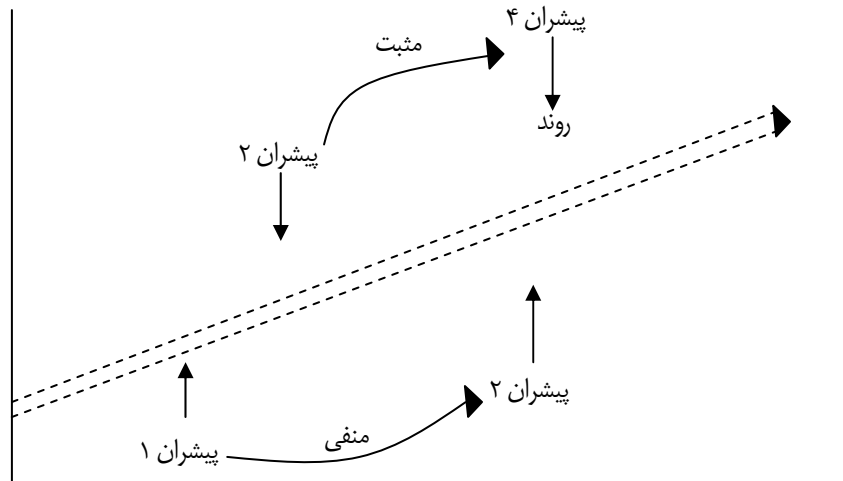 پیشران ۴
مثبت
روند
پیشران ۲
پیشران ۲
منفی
پیشران ۱